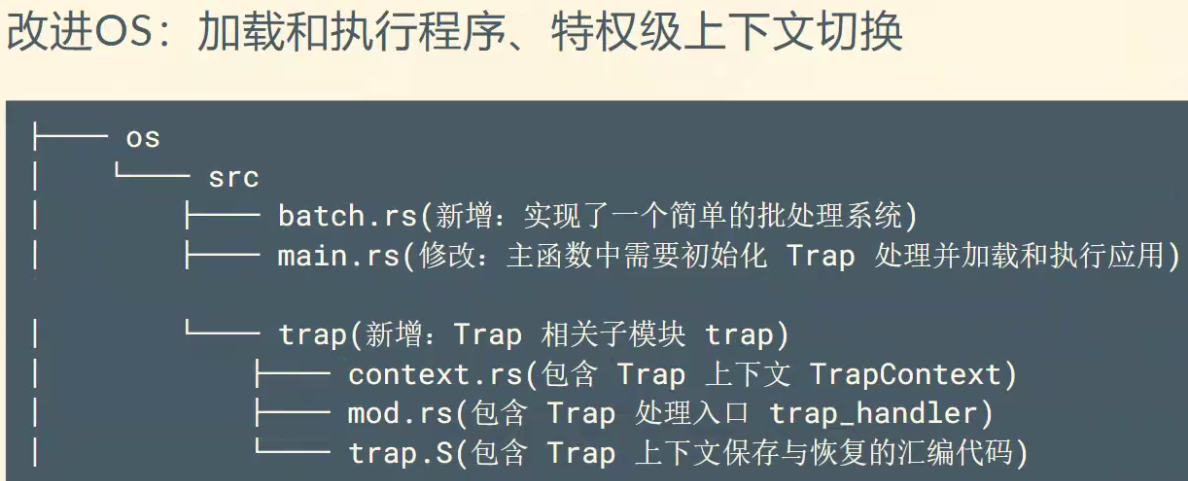 改进OS：加载和执行程序、特权级上下文切换
├── os
│   └── src
│       ├── batch.rs(新增：实现了一个简单的批处理系统)
│       ├── main.rs(修改：主函数中需要初始化 Trap 处理并加载和执行应用)
│       └── trap(新增：Trap 相关子模块 trap)
│           ├── context.rs(包含 Trap 上下文 TrapContext)
│           ├── mod.rs(包含 Trap 处理入口 trap_handler)
│           └── trap.S(包含 Trap 上下文保存与恢复的汇编代码)